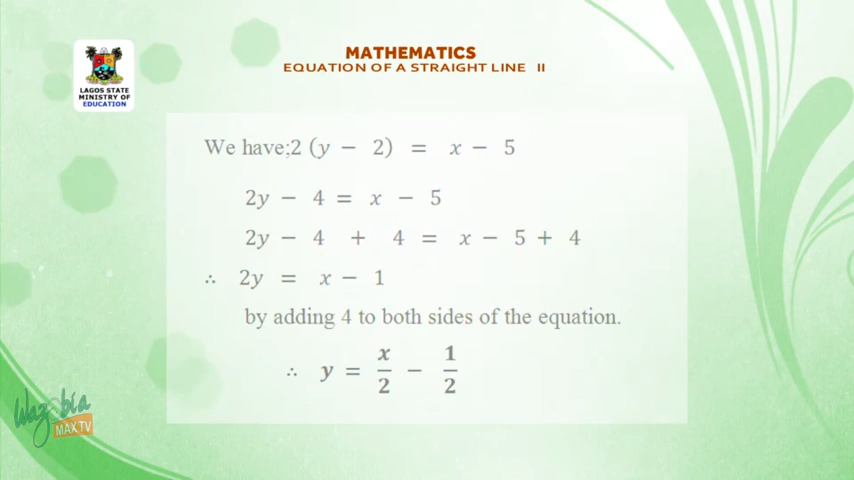 MATHEMATICS
EQUATION OF A STRAIGHT LINE II
LAGOS STATE
MINISTRY OF
EDUCATION
We have;2 (y − 2) = x − 5
2y − 4 = x − 5
2y − 4 + 4 = x − 5 + 4
∴ 2y = x − 1
by adding 4 to both sides of the equation.
∴ y = x/2 − 1/2
Wazobia
MAX TV